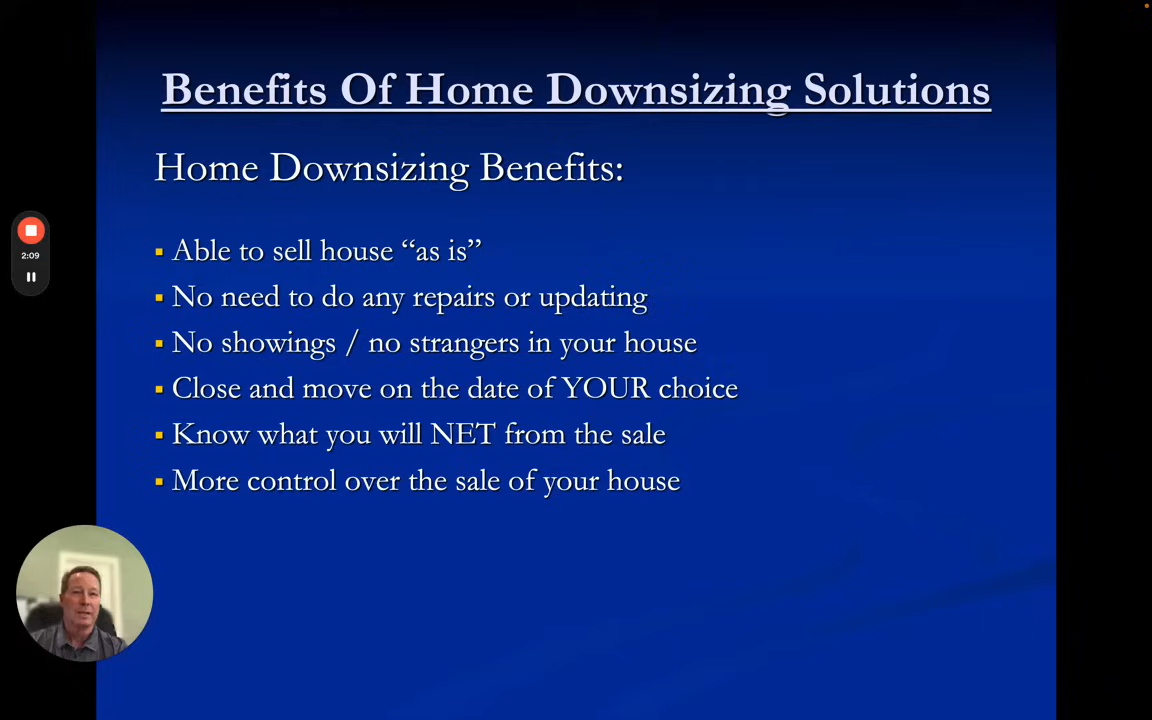 Benefits Of Home Downsizing Solutions
Home Downsizing Benefits:
▪ Able to sell house “as is”
▪ No need to do any repairs or updating
▪ No showings / no strangers in your house
▪ Close and move on the date of YOUR choice
▪ Know what you will NET from the sale
▪ More control over the sale of your house
2:09